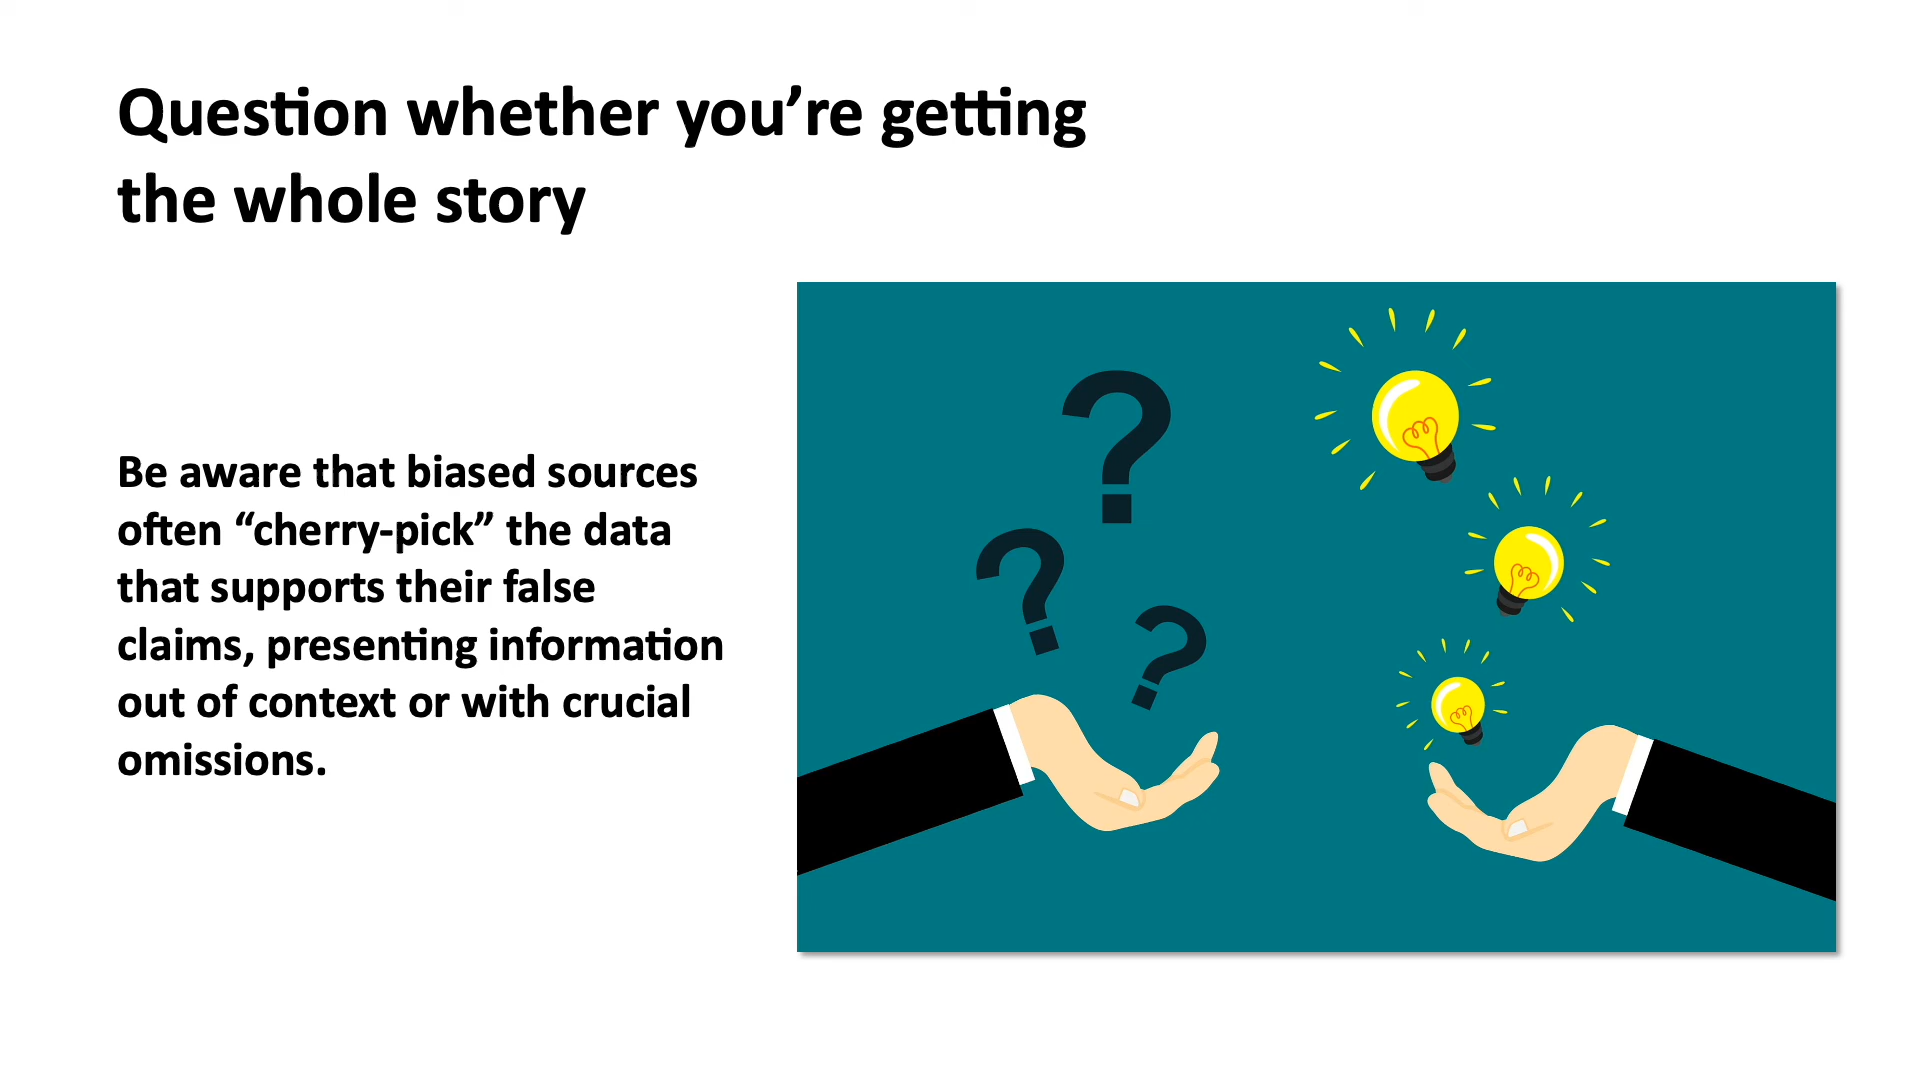 Question whether you’re getting
the whole story
Be aware that biased sources
often “cherry-pick” the data
that supports their false
claims, presenting information
out of context or with crucial
omissions.
? ? ?